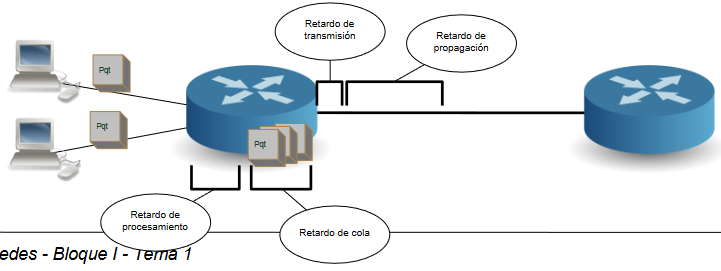 Retardo de
transmisión
Retardo de
propagación
Pqt
Pqt
Pqt
Retardo de
procesamiento
Retardo de cola
edes - Bloque I - Tema 1